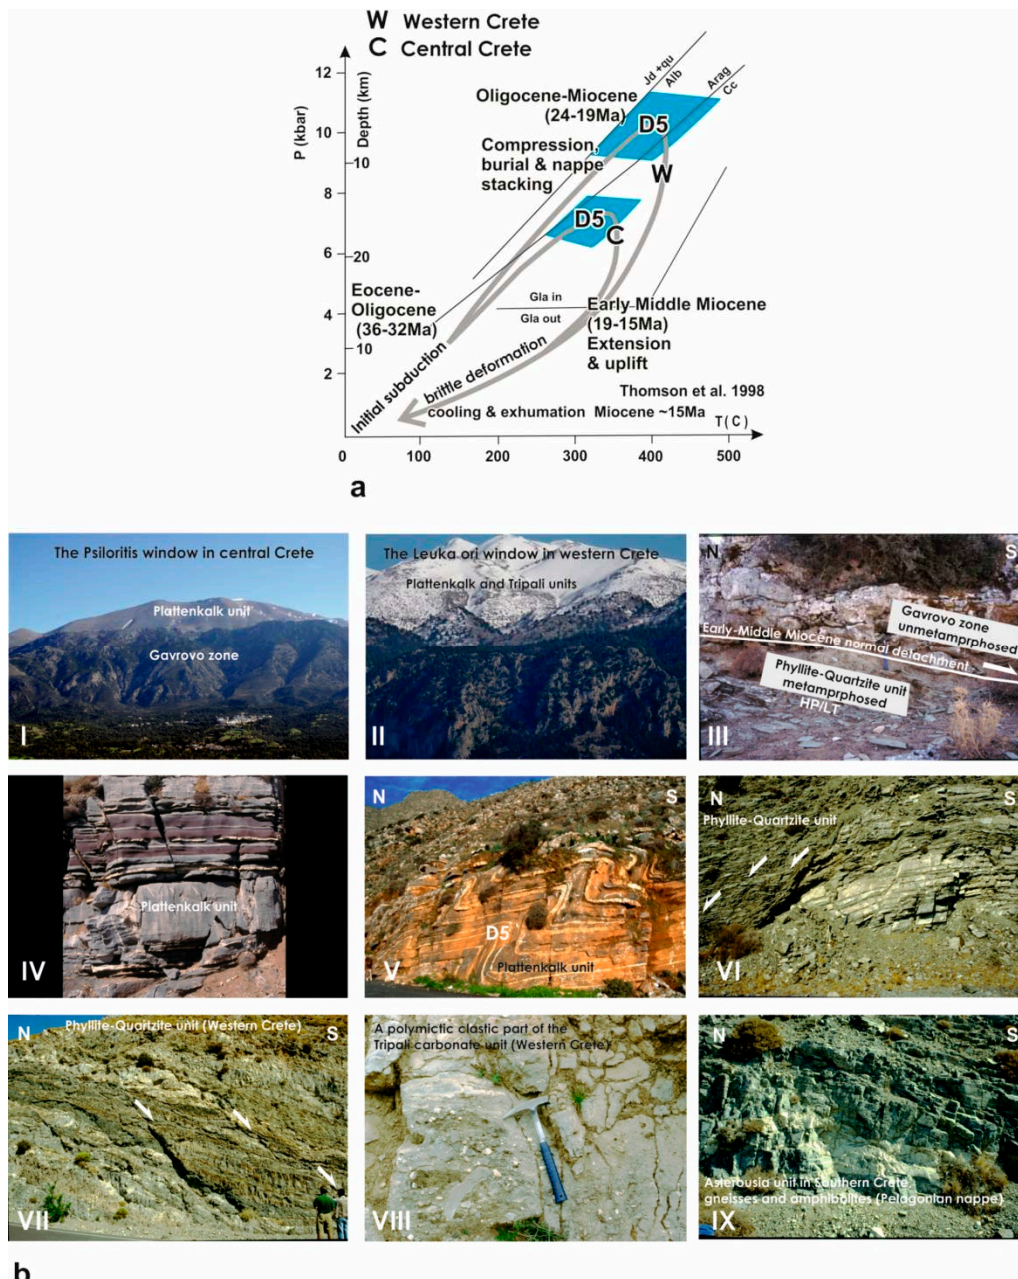 W Western Crete
C Central Crete
12
10
8
6
4
2
P (kbar)
Depth (km)
10
20
10
Jd +qu
Alb
Arag
Cc
Oligocene-Miocene
(24-19Ma)
D5
Compression,
burial & nappe
stacking
W
D5
C
Eocene-
Oligocene
(36-32Ma)
Gla in
Gla out
Early-Middle Miocene
(19-15Ma)
Extension
& uplift
Initial subduction
brittle deformation
Thomson et al. 1998
cooling & exhumation Miocene ~15Ma
T( C )
0
100
200
300
400
500
a
The Psiloritis window in central Crete
Plattenkalk unit
Gavrovo zone
I
The Leuka ori window in western Crete
Plattenkalk and Tripali units
II
N
S
Gavrovo zone
unmetamprphosed
Early-Middle Miocene normal detachment
Phyllite-Quartzite unit
metamprphosed
HP/LT
III
Plattenkalk unit
IV
N
S
D5
Plattenkalk unit
V
N
S
Phyllite-Quartzite unit
VI
N
Phyllite-Quartzite unit (Western Crete)
S
VII
A polymictic clastic part of the
Tripali carbonate unit (Western Crete)
VIII
N
S
Asterousia unit in Southern Crete
gneisses and amphibolites (Pelagonian nappe)
IX
b